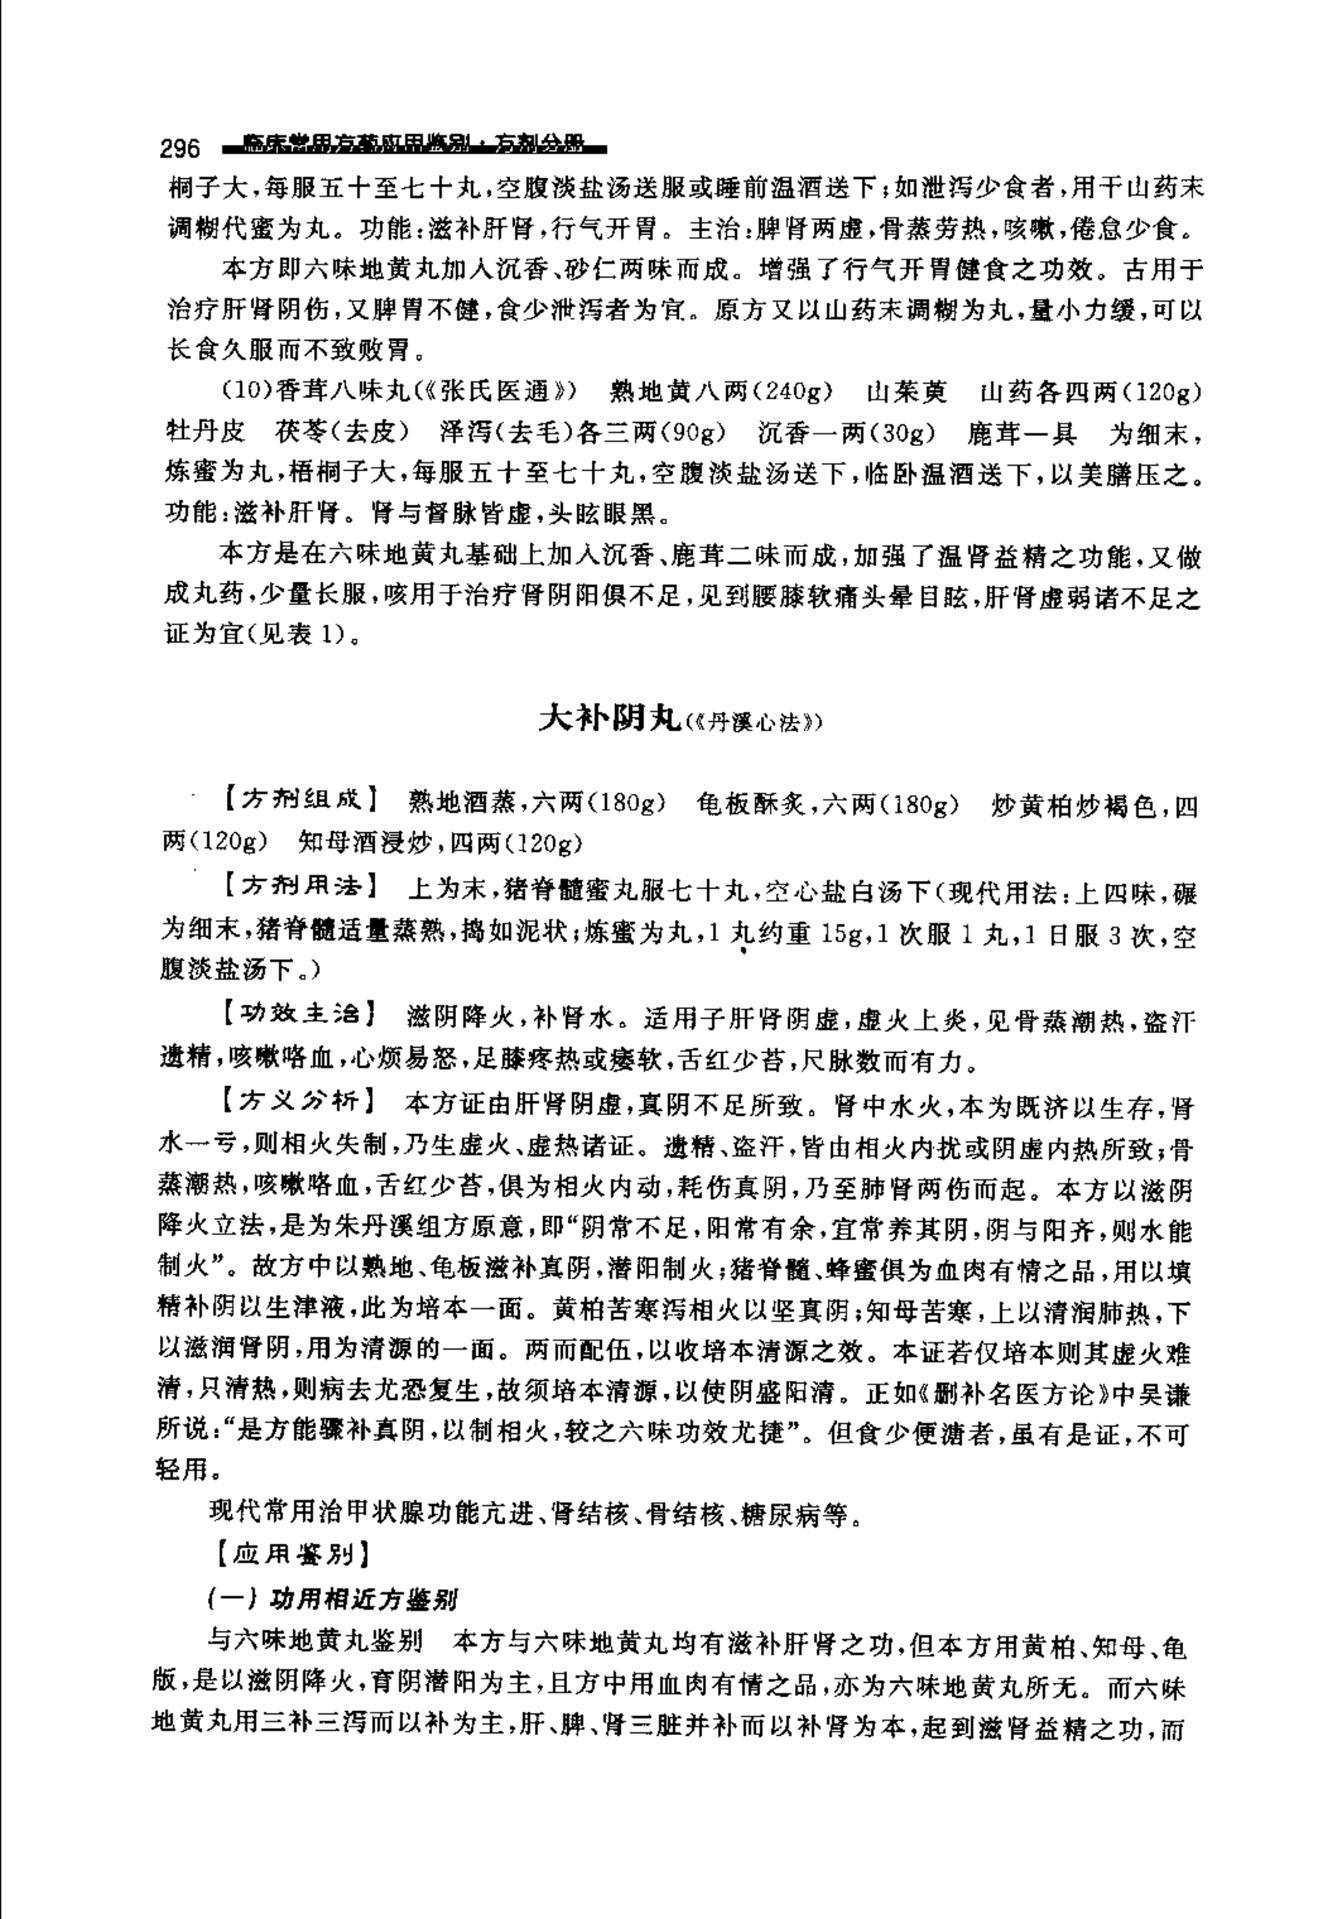 296 临床常用方药应用鉴别·方剂分册
桐子大,每服五十至七十丸,空腹淡盐汤送服或睡前温酒送下;如泄泻少食者,用干山药末
调糊代蜜为丸。功能:滋补肝肾,行气开胃。主治:脾肾两虚,骨蒸劳热,咳嗽,倦怠少食。
本方即六味地黄丸加入沉香、砂仁两味而成。增强了行气开胃健食之功效。古用于
治疗肝肾阴伤,又脾胃不健,食少泄泻者为宜。原方又以山药末调糊为丸,量小力缓,可以
长食久服而不致败胃。
(10)香茸八味丸(《张氏医通》) 熟地黄八两(240g) 山茱萸 山药各四两(120g)
牡丹皮 茯苓(去皮) 泽泻(去毛)各三两(90g) 沉香一两(30g) 鹿茸一具 为细末,
炼蜜为丸,梧桐子大,每服五十至七十丸,空腹淡盐汤送下,临卧温酒送下,以美膳压之。
功能:滋补肝肾。肾与督脉皆虚,头眩眼黑。
本方是在六味地黄丸基础上加入沉香、鹿茸二味而成,加强了温肾益精之功能,又做
成丸药,少量长服,咳用于治疗肾阴阳俱不足,见到腰膝软痛头晕目眩,肝肾虚弱诸不足之
证为宜(见表 1)。
大补阴丸(《丹溪心法》)
【方剂组成】 熟地酒蒸,六两(180g) 龟板酥炙,六两(180g) 炒黄柏炒褐色,四
两(120g) 知母酒浸炒,四两(120g)
【方剂用法】 上为末,猪脊髓蜜丸服七十丸,空心盐白汤下(现代用法:上四味,碾
为细末,猪脊髓适量蒸熟,捣如泥状;炼蜜为丸,1 丸约重 15g,1 次服 1 丸,1 日服 3 次,空
腹淡盐汤下。)
【功效主治】 滋阴降火,补肾水。适用子肝肾阴虚,虚火上炎,见骨蒸潮热,盗汗
遗精,咳嗽咯血,心烦易怒,足膝疼热或痿软,舌红少苔,尺脉数而有力。
【方义分析】 本方证由肝肾阴虚,真阴不足所致。肾中水火,本为既济以生存,肾
水一亏,则相火失制,乃生虚火、虚热诸证。遗精、盗汗,皆由相火内扰或阴虚内热所致;骨
蒸潮热,咳嗽咯血,舌红少苔,俱为相火内动,耗伤真阴,乃至肺肾两伤而起。本方以滋阴
降火立法,是为朱丹溪组方原意,即“阴常不足,阳常有余,宜常养其阴,阴与阳齐,则水能
制火”。故方中以熟地、龟板滋补真阴,潜阳制火;猪脊髓、蜂蜜俱为血肉有情之品,用以填
精补阴以生津液,此为培本一面。黄柏苦寒泻相火以坚真阴;知母苦寒,上以清润肺热,下
以滋润肾阴,用为清源的一面。两而配伍,以收培本清源之效。本证若仅培本则其虚火难
清,只清热,则病去尤恐复生,故须培本清源,以使阴盛阳清。正如《删补名医方论》中吴谦
所说:“是方能骤补真阴,以制相火,较之六味功效尤捷”。但食少便溏者,虽有是证,不可
轻用。
现代常用治甲状腺功能亢进、肾结核、骨结核、糖尿病等。
【应用鉴别】
(一)功用相近方鉴别
与六味地黄丸鉴别 本方与六味地黄丸均有滋补肝肾之功,但本方用黄柏、知母、龟
版,是以滋阴降火,育阴潜阳为主,且方中用血肉有情之品,亦为六味地黄丸所无。而六味
地黄丸用三补三泻而以补为主,肝、脾、肾三脏并补而以补肾为本,起到滋肾益精之功,而